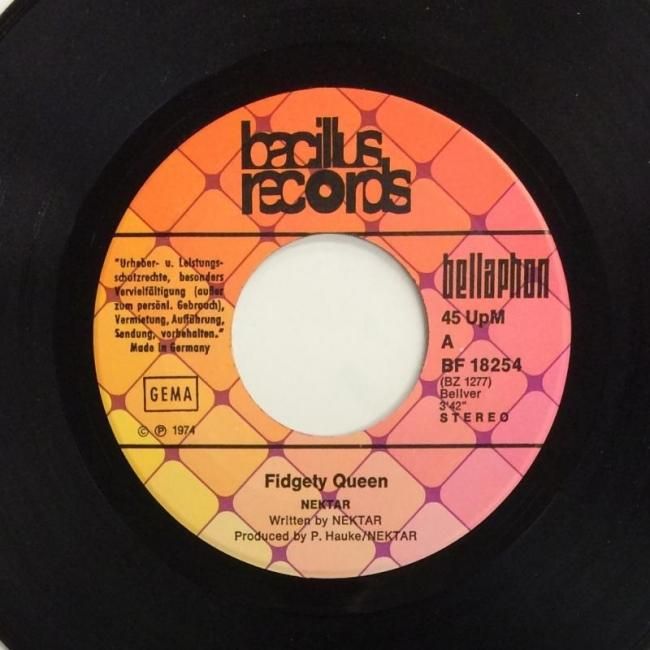 bacillus
records
"Urheber- u. Leistungs-
schutzrechte, besonders
Vervielfältigung (außer
zum persönl. Gebrauch),
Vermietung, Aufführung,
Sendung, vorbehalten."
Made in Germany
GEMA
© ℗ 1974
bellaphon
45 UpM
A
BF 18254
(BZ 1277)
Bellver
3'42"
STEREO
Fidgety Queen
NEKTAR
Written by NEKTAR
Produced by P. Hauke/NEKTAR